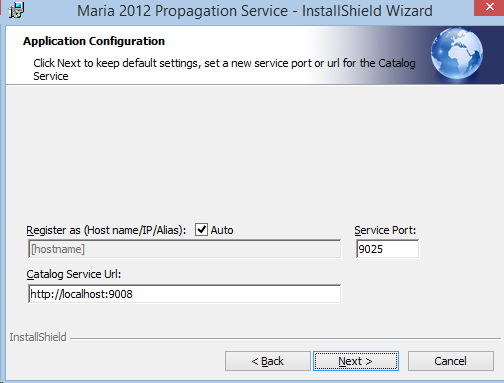 Maria 2012 Propagation Service - InstallShield Wizard
Application Configuration
Click Next to keep default settings, set a new service port or url for the Catalog
Service
Register as (Host name/IP/Alias): Auto Service Port:
[hostname] 9025
Catalog Service Url:
http://localhost:9008
InstallShield
< Back Next > Cancel